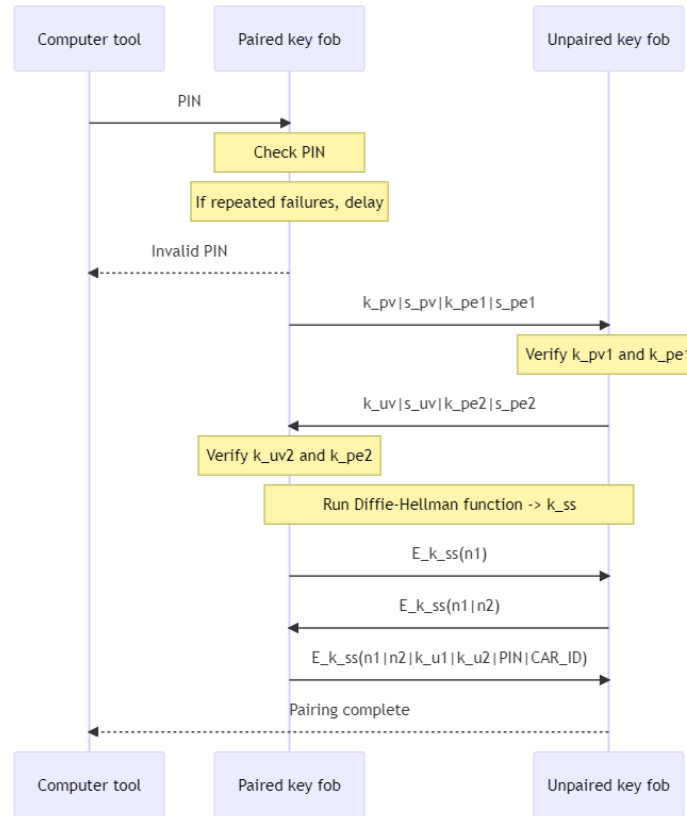 Computer tool
Paired key fob
Unpaired key fob
PIN
Check PIN
If repeated failures, delay
Invalid PIN
k_pv|s_pv|k_pe1|s_pe1
Verify k_pv1 and k_pe1
k_uv|s_uv|k_pe2|s_pe2
Verify k_uv2 and k_pe2
Run Diffie-Hellman function -> k_ss
E_k_ss(n1)
E_k_ss(n1|n2)
E_k_ss(n1|n2|k_u1|k_u2|PIN|CAR_ID)
Pairing complete
Computer tool
Paired key fob
Unpaired key fob